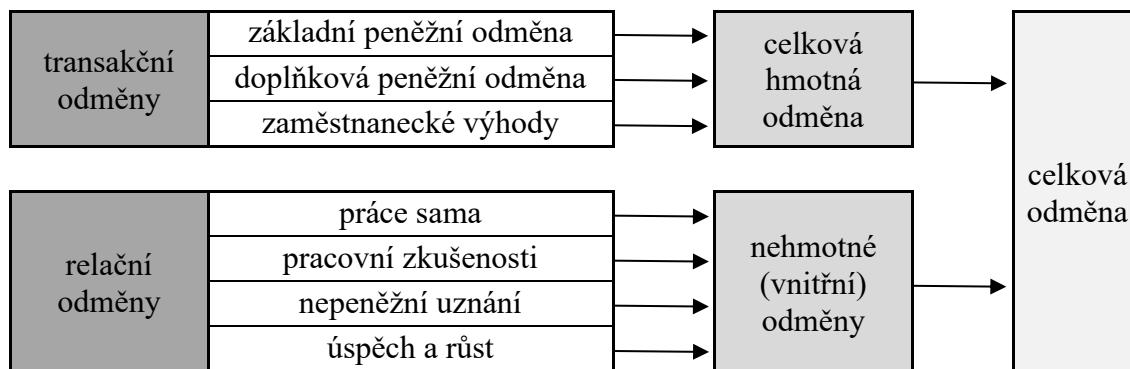 transakční
odměny
základní peněžní odměna
doplňková peněžní odměna
zaměstnanecké výhody
celková
hmotná
odměna
relační
odměny
práce sama
pracovní zkušenosti
nepeněžní uznání
úspěch a růst
nehmotné
(vnitřní)
odměny
celková
odměna